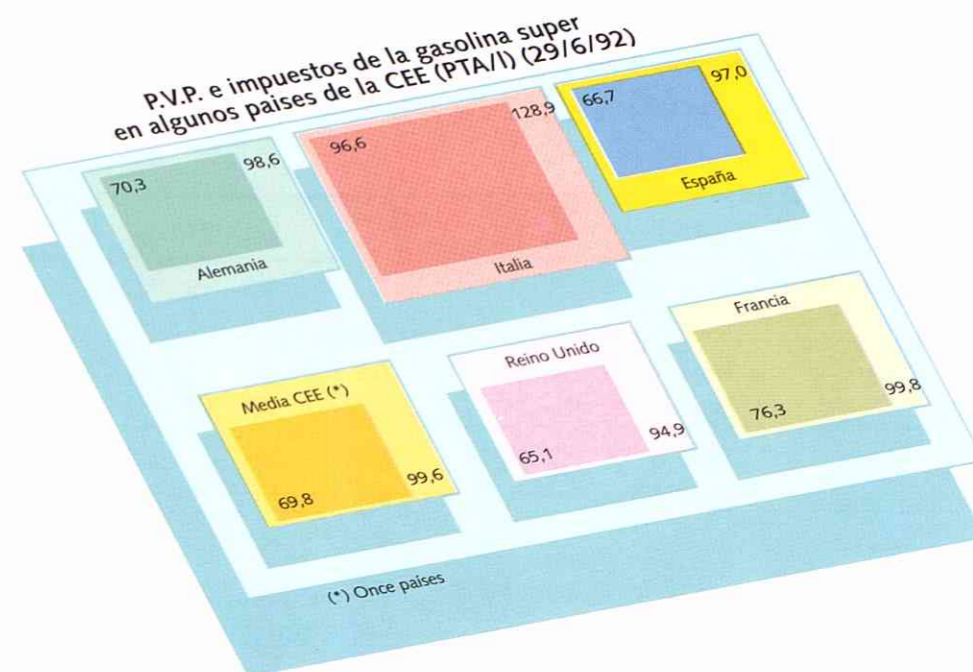 P.V.P. e impuestos de la gasolina super
en algunos países de la CEE (PTA/l) (29/6/92)
70,3
98,6
Alemania
96,6
128,9
Italia
66,7
97,0
España
Media CEE (*)
69,8
99,6
Reino Unido
65,1
94,9
Francia
76,3
99,8
(*) Once países